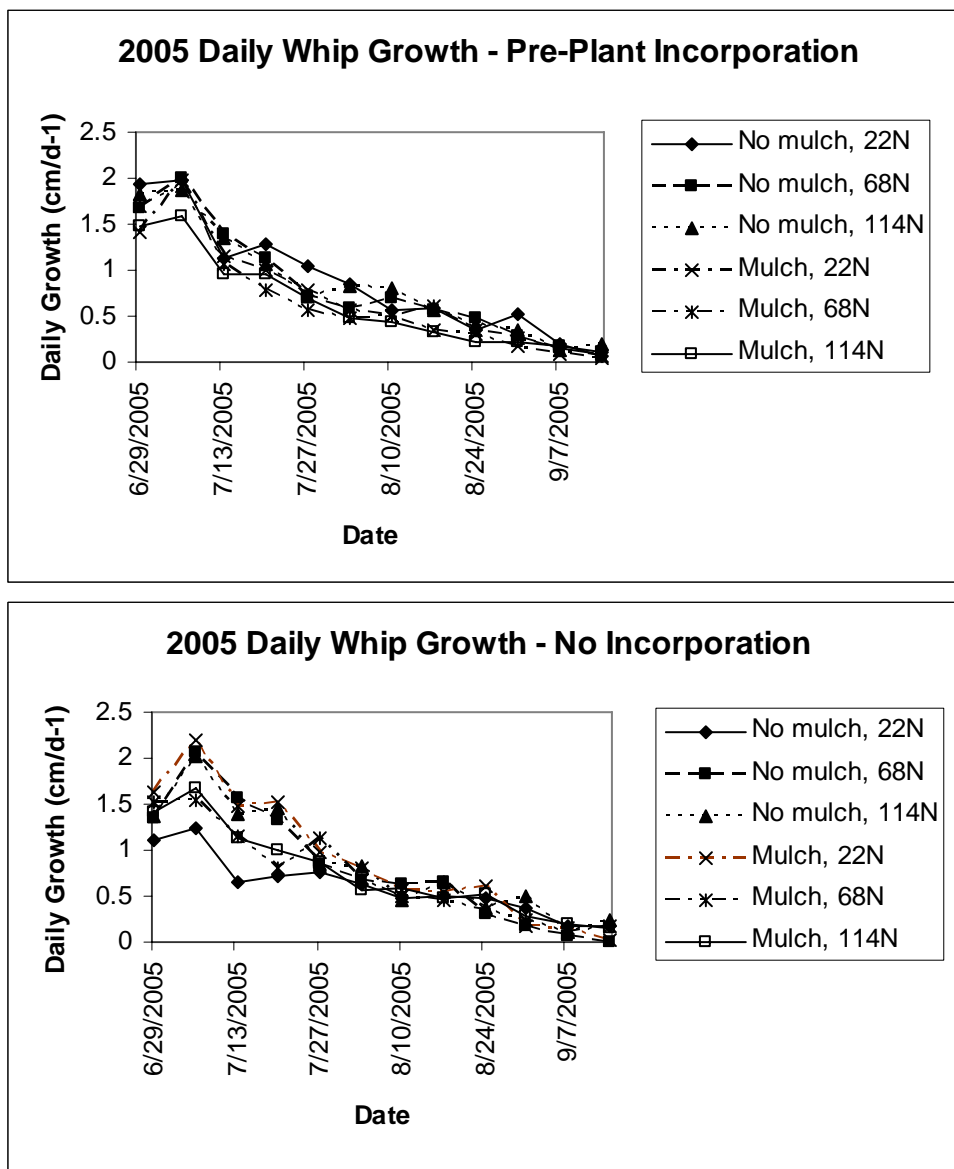 2005 Daily Whip Growth - Pre-Plant Incorporation
Daily Growth (cm/d-1)
2.5
2
1.5
1
0.5
0
6/29/2005
7/13/2005
7/27/2005
8/10/2005
8/24/2005
9/7/2005
Date
No mulch, 22N
No mulch, 68N
No mulch, 114N
Mulch, 22N
Mulch, 68N
Mulch, 114N
2005 Daily Whip Growth - No Incorporation
Daily Growth (cm/d-1)
2.5
2
1.5
1
0.5
0
6/29/2005
7/13/2005
7/27/2005
8/10/2005
8/24/2005
9/7/2005
Date
No mulch, 22N
No mulch, 68N
No mulch, 114N
Mulch, 22N
Mulch, 68N
Mulch, 114N